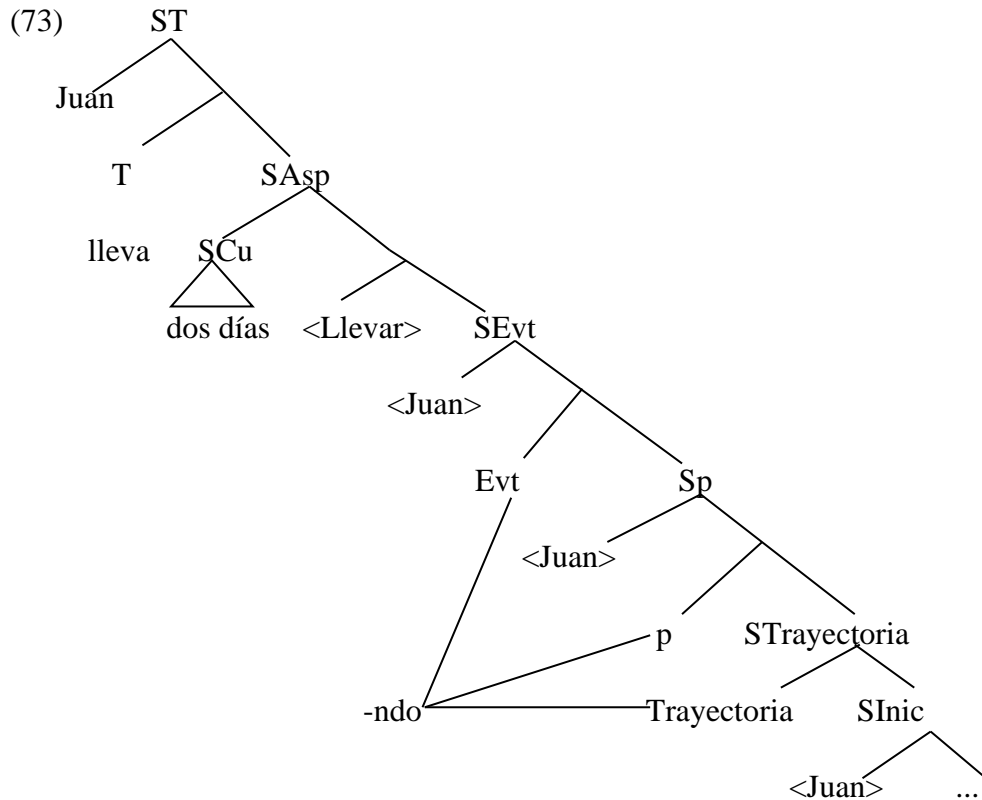 (73) ST
Juan
T SAsp
lleva SCu
dos días <Llevar> SEvt
<Juan>
Evt Sp
<Juan>
p STrayectoria
-ndo Trayectoria SInic
<Juan> ...